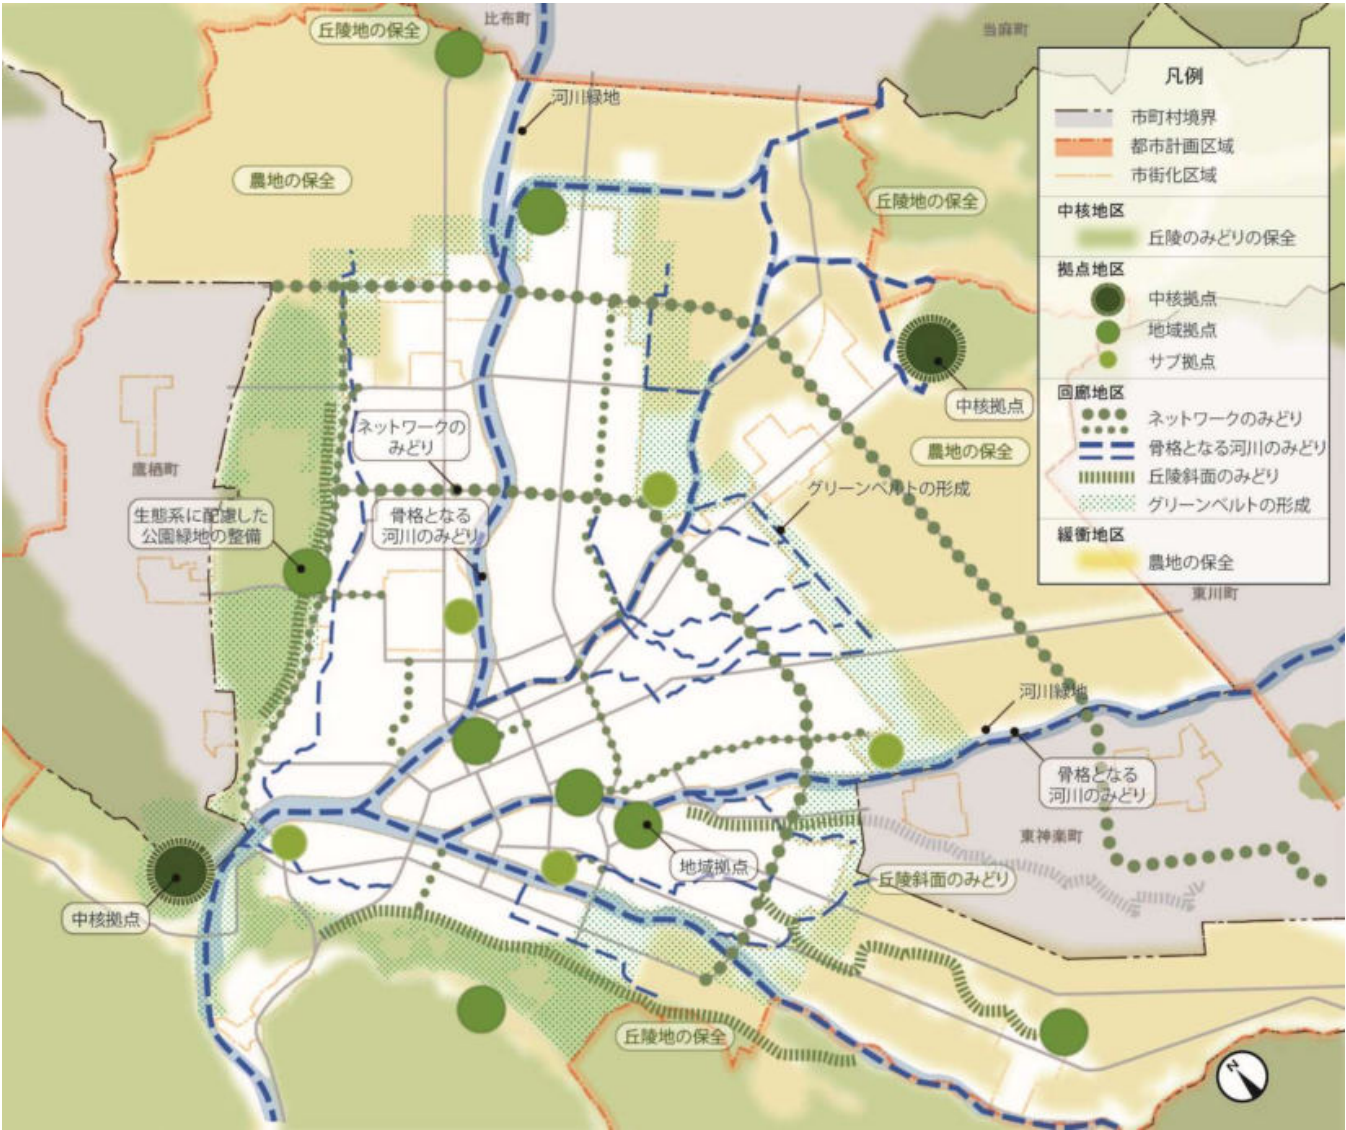 比布町
当麻町
丘陵地の保全
河川緑地
農地の保全
丘陵地の保全
凡例
市町村境界
都市計画区域
市街化区域
中核地区
丘陵のみどりの保全
拠点地区
中核拠点
地域拠点
サブ拠点
回廊地区
ネットワークのみどり
骨格となる河川のみどり
丘陵斜面のみどり
グリーンベルトの形成
緩衝地区
農地の保全
中核拠点
農地の保全
ネットワークの
みどり
鷹栖町
グリーンベルトの形成
生態系に配慮した
公園緑地の整備
骨格となる
河川のみどり
東川町
河川緑地
骨格となる
河川のみどり
東神楽町
地域拠点
丘陵斜面のみどり
中核拠点
丘陵地の保全
N